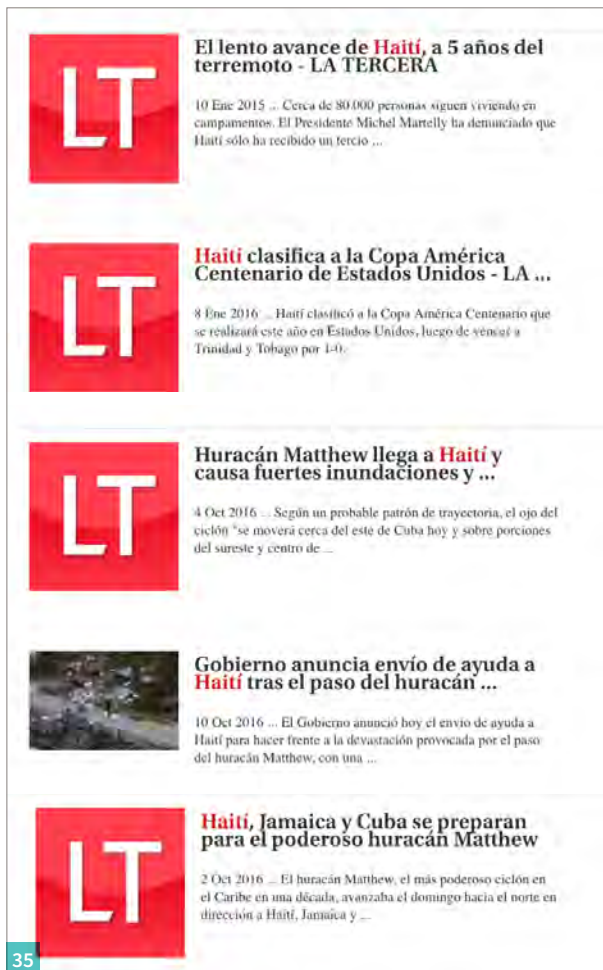 LT
El lento avance de Haití, a 5 años del
terremoto - LA TERCERA
10 Ene 2015 ... Cerca de 80.000 personas siguen viviendo en
campamentos. El Presidente Michel Martelly ha denunciado que
Haití sólo ha recibido un tercio ...
LT
Haití clasifica a la Copa América
Centenario de Estados Unidos - LA ...
8 Ene 2016 ... Haití clasificó a la Copa América Centenario que
se realizará este año en Estados Unidos, luego de vencer a
Trinidad y Tobago por 1-0.
LT
Huracán Matthew llega a Haití y
causa fuertes inundaciones y ...
4 Oct 2016 ... Según un probable patrón de trayectoria, el ojo del
ciclón "se moverá cerca del este de Cuba hoy y sobre porciones
del sureste y centro de ...
Gobierno anuncia envío de ayuda a
Haití tras el paso del huracán ...
10 Oct 2016 ... El Gobierno anunció hoy el envío de ayuda a
Haití para hacer frente a la devastación provocada por el paso
del huracán Matthew, con una ...
LT
Haití, Jamaica y Cuba se preparan
para el poderoso huracán Matthew
2 Oct 2016 ... El huracán Matthew, el más poderoso ciclón en
el Caribe en una década, avanzaba el domingo hacia el norte en
dirección a Haití, Jamaica y ...
35